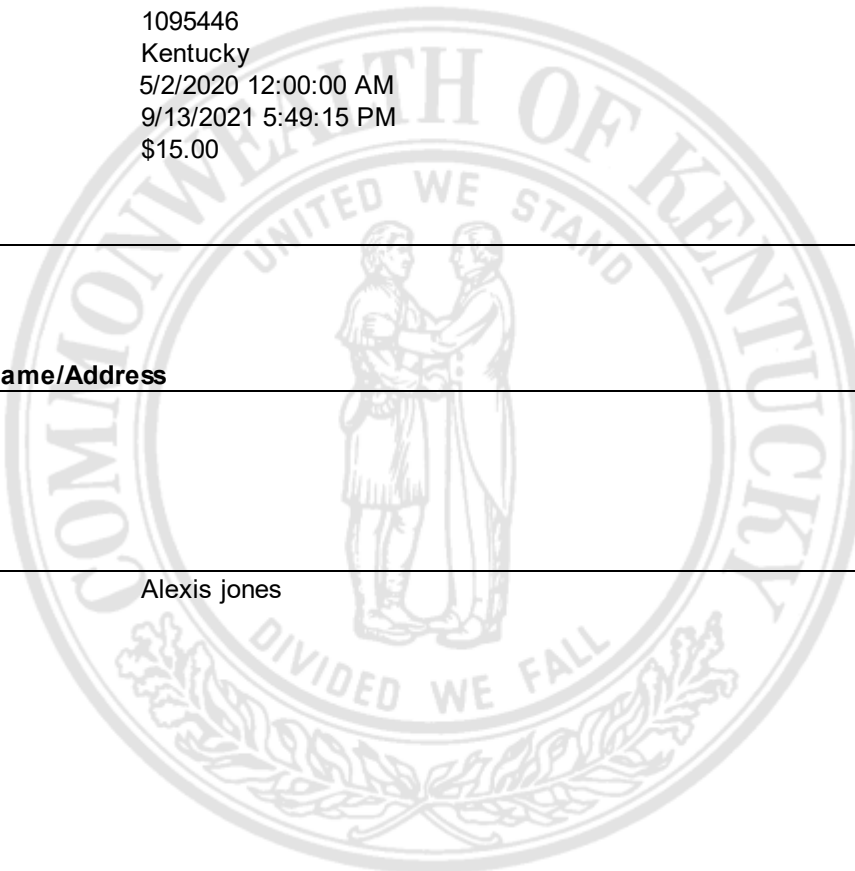 1095446
Kentucky
5/2/2020 12:00:00 AM
9/13/2021 5:49:15 PM
$15.00
COMMONWEALTH OF KENTUCKY
UNITED WE STAND
ame/Address
Alexis jones
DIVIDED WE FALL